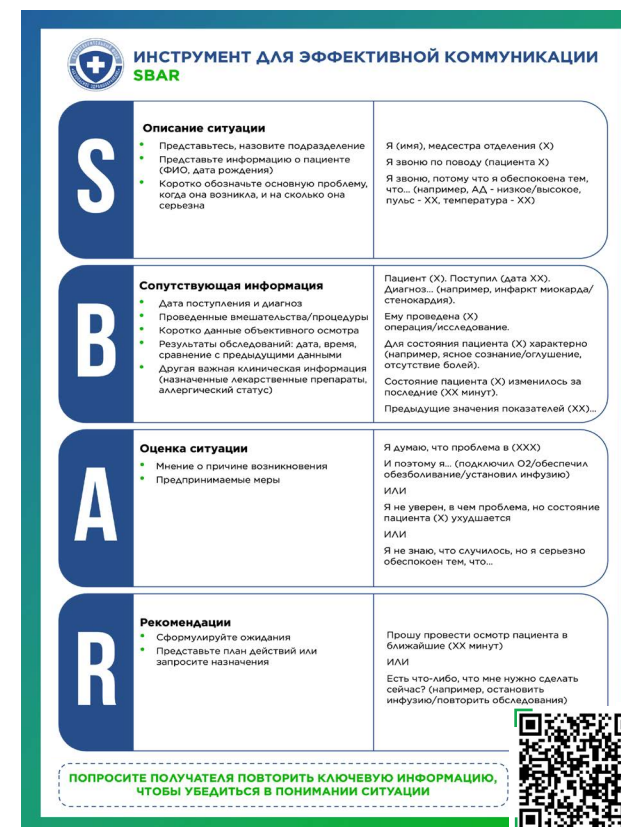 ИНСТРУМЕНТ ДЛЯ ЭФФЕКТИВНОЙ КОММУНИКАЦИИ
SBAR
S
Описание ситуации
Представьтесь, назовите подразделение
Представьте информацию о пациенте
(ФИО, дата рождения)
Коротко обозначьте основную проблему,
когда она возникла, и на сколько она
серьезна
Я (имя), медсестра отделения (Х)
Я звоню по поводу (пациента Х)
Я звоню, потому что я обеспокоена тем,
что... (например, АД - низкое/высокое,
пульс - ХХ, температура - ХХ)
B
Сопутствующая информация
Дата поступления и диагноз
Проведенные вмешательства/процедуры
Коротко данные объективного осмотра
Результаты обследований: дата, время,
сравнение с предыдущими данными
Другая важная клиническая информация
(назначенные лекарственные препараты,
аллергический статус)
Пациент (Х). Поступил (дата ХХ).
Диагноз... (например, инфаркт миокарда/
стенокардия).
Ему проведена (Х)
операция/исследование.
Для состояния пациента (Х) характерно
(например, ясное сознание/оглушение,
отсутствие болей).
Состояние пациента (Х) изменилось за
последние (ХХ минут).
Предыдущие значения показателей (ХХ)...
A
Оценка ситуации
Мнение о причине возникновения
Предпринимаемые меры
Я думаю, что проблема в (ХХХ)
И поэтому я... (подключил О2/обеспечил
обезболивание/установил инфузию)
ИЛИ
Я не уверен, в чем проблема, но состояние
пациента (Х) ухудшается
ИЛИ
Я не знаю, что случилось, но я серьезно
обеспокоен тем, что...
R
Рекомендации
Сформулируйте ожидания
Представьте план действий или
запросите назначения
Прошу провести осмотр пациента в
ближайшие (ХХ минут)
ИЛИ
Есть что-либо, что мне нужно сделать
сейчас? (например, остановить
инфузию/повторить обследования)
ПОПРОСИТЕ ПОЛУЧАТЕЛЯ ПОВТОРИТЬ КЛЮЧЕВУЮ ИНФОРМАЦИЮ,
ЧТОБЫ УБЕДИТЬСЯ В ПОНИМАНИИ СИТУАЦИИ